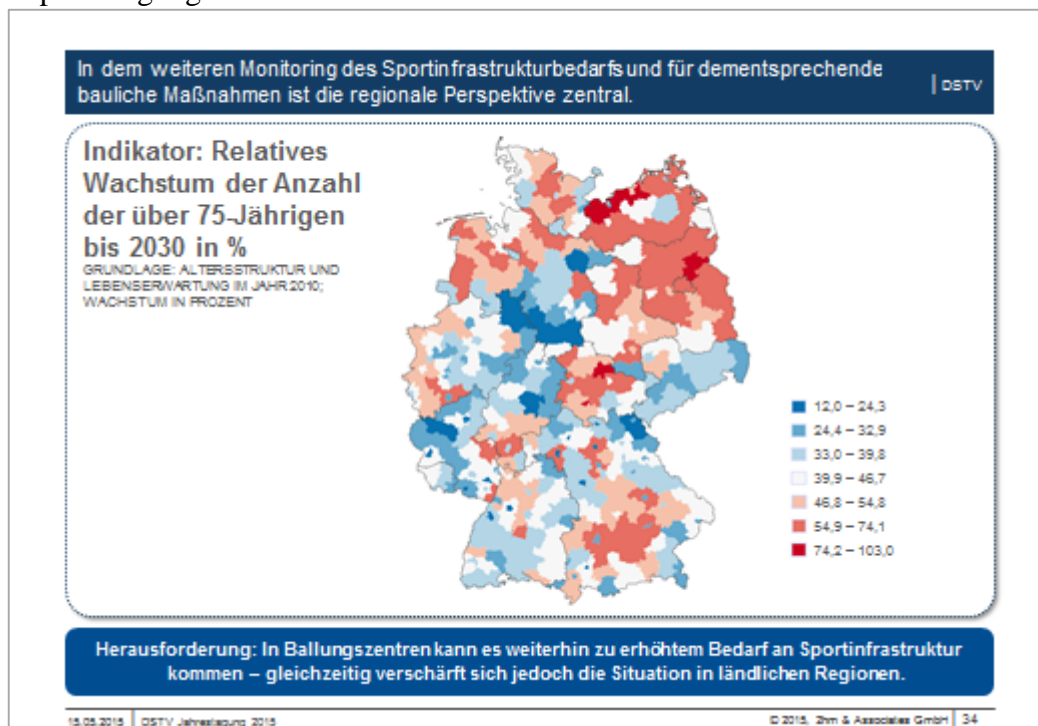 In dem weiteren Monitoring des Sportinfrastrukturbedarfs und für dementsprechende
bauliche Maßnahmen ist die regionale Perspektive zentral.
| DSTV
Indikator: Relatives
Wachstum der Anzahl
der über 75-Jährigen
bis 2030 in %
GRUNDLAGE: ALTERSSTRUKTUR UND
LEBENSERWARTUNG IM JAHR 2010;
WACHSTUM IN PROZENT
12,0 – 24,3
24,4 – 32,9
33,0 – 39,8
39,9 – 46,7
46,8 – 54,8
54,9 – 74,1
74,2 – 103,0
Herausforderung: In Ballungszentren kann es weiterhin zu erhöhtem Bedarf an Sportinfrastruktur
kommen – gleichzeitig verschärft sich jedoch die Situation in ländlichen Regionen.
15.05.2015 | DSTV Jahrestagung 2015
© 2015, 2hm & Associates GmbH | 34